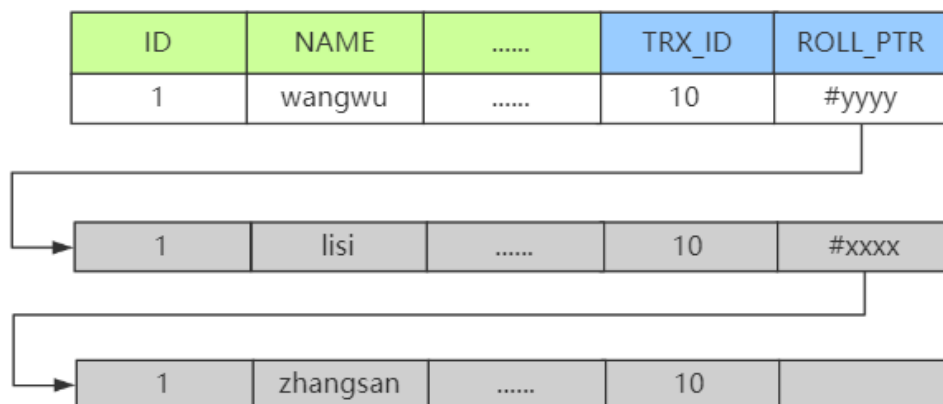 ID NAME ...... TRX_ID ROLL_PTR
1 wangwu ...... 10 #yyyy
1 lisi ...... 10 #xxxx
1 zhangsan ...... 10